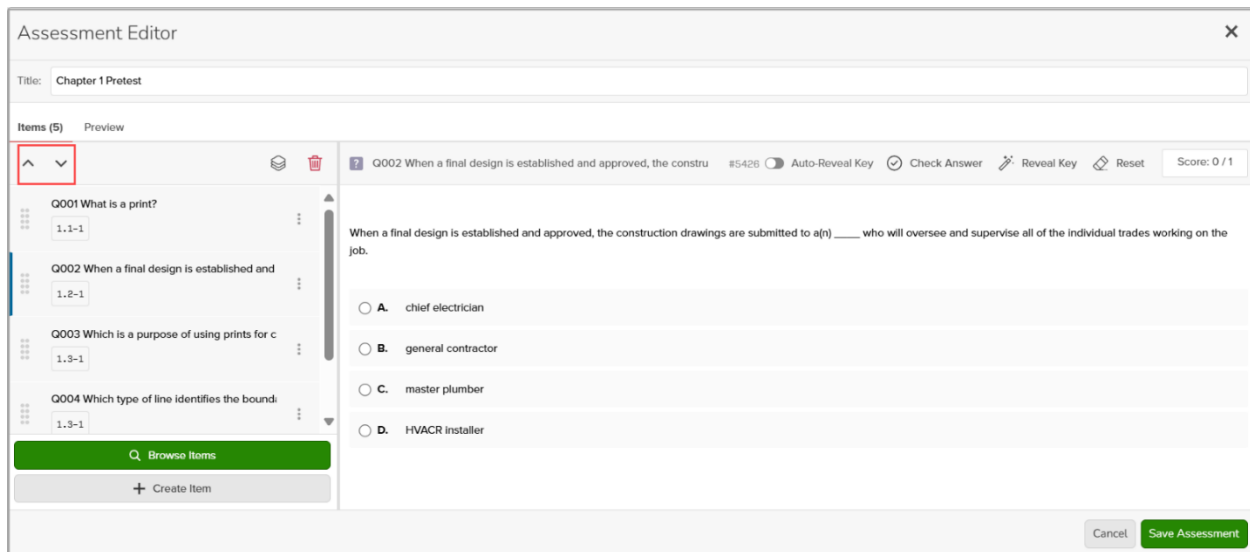 Assessment Editor
Title: Chapter 1 Pretest
Items (5) Preview
Q002 When a final design is established and approved, the constru #5426 Auto-Reveal Key Check Answer Reveal Key Reset Score: 0 / 1
Q001 What is a print?
1.1-1
Q002 When a final design is established and
1.2-1
Q003 Which is a purpose of using prints for c
1.3-1
Q004 Which type of line identifies the bound
1.3-1
Browse Items
Create Item
When a final design is established and approved, the construction drawings are submitted to a(n) ____ who will oversee and supervise all of the individual trades working on the
job.
A. chief electrician
B. general contractor
C. master plumber
D. HVACR installer
Cancel Save Assessment